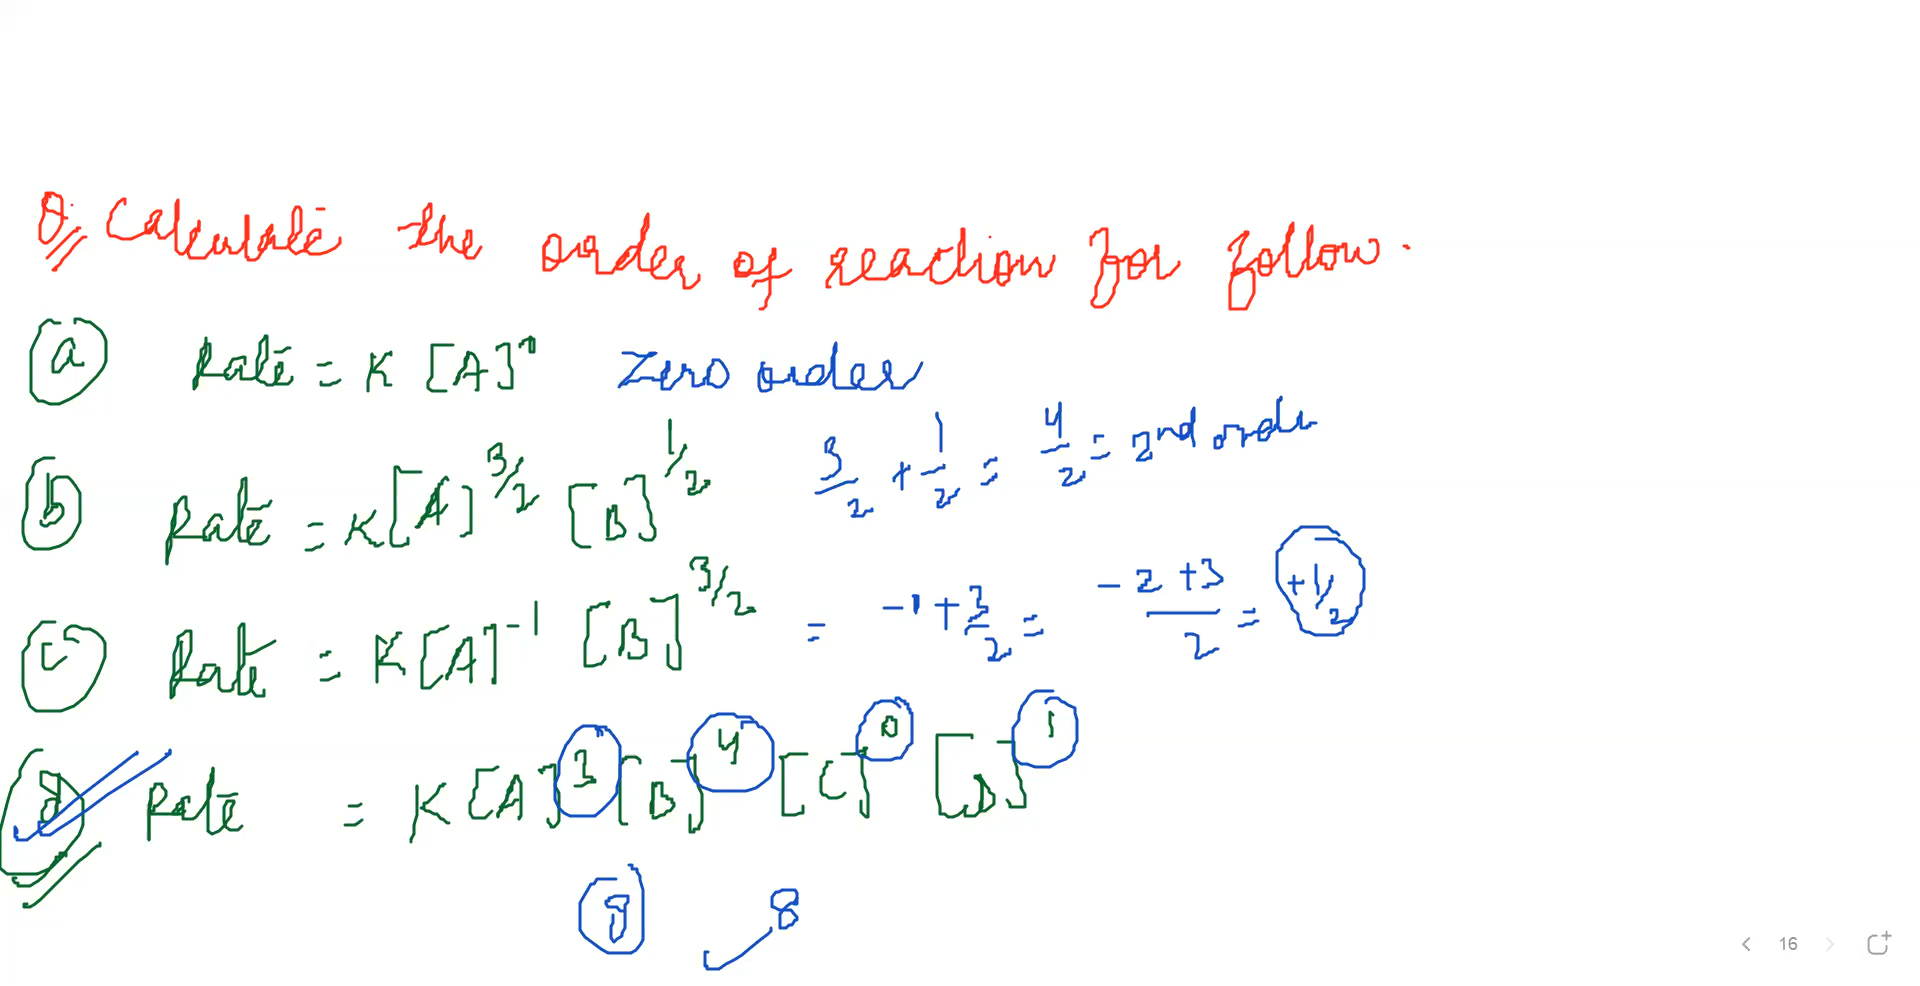 Q. Calculate the order of reaction for follow.
a Rate = K [A]⁰ Zero order
b Rate = K[A]^3/2 [B]^1/2 3/2 + 1/2 = 4/2 = 2nd order
c Rate = K[A]^-1 [B]^3/2 = -1 + 3/2 = -2+3/2 = +1/2
d Rate = K[A]^3 [B]^4 [C]^0 [D]^1
8 8
16